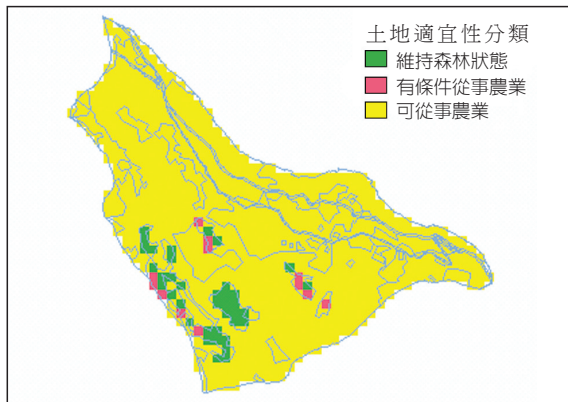 土地適宜性分類
維持森林狀態
有條件從事農業
可從事農業